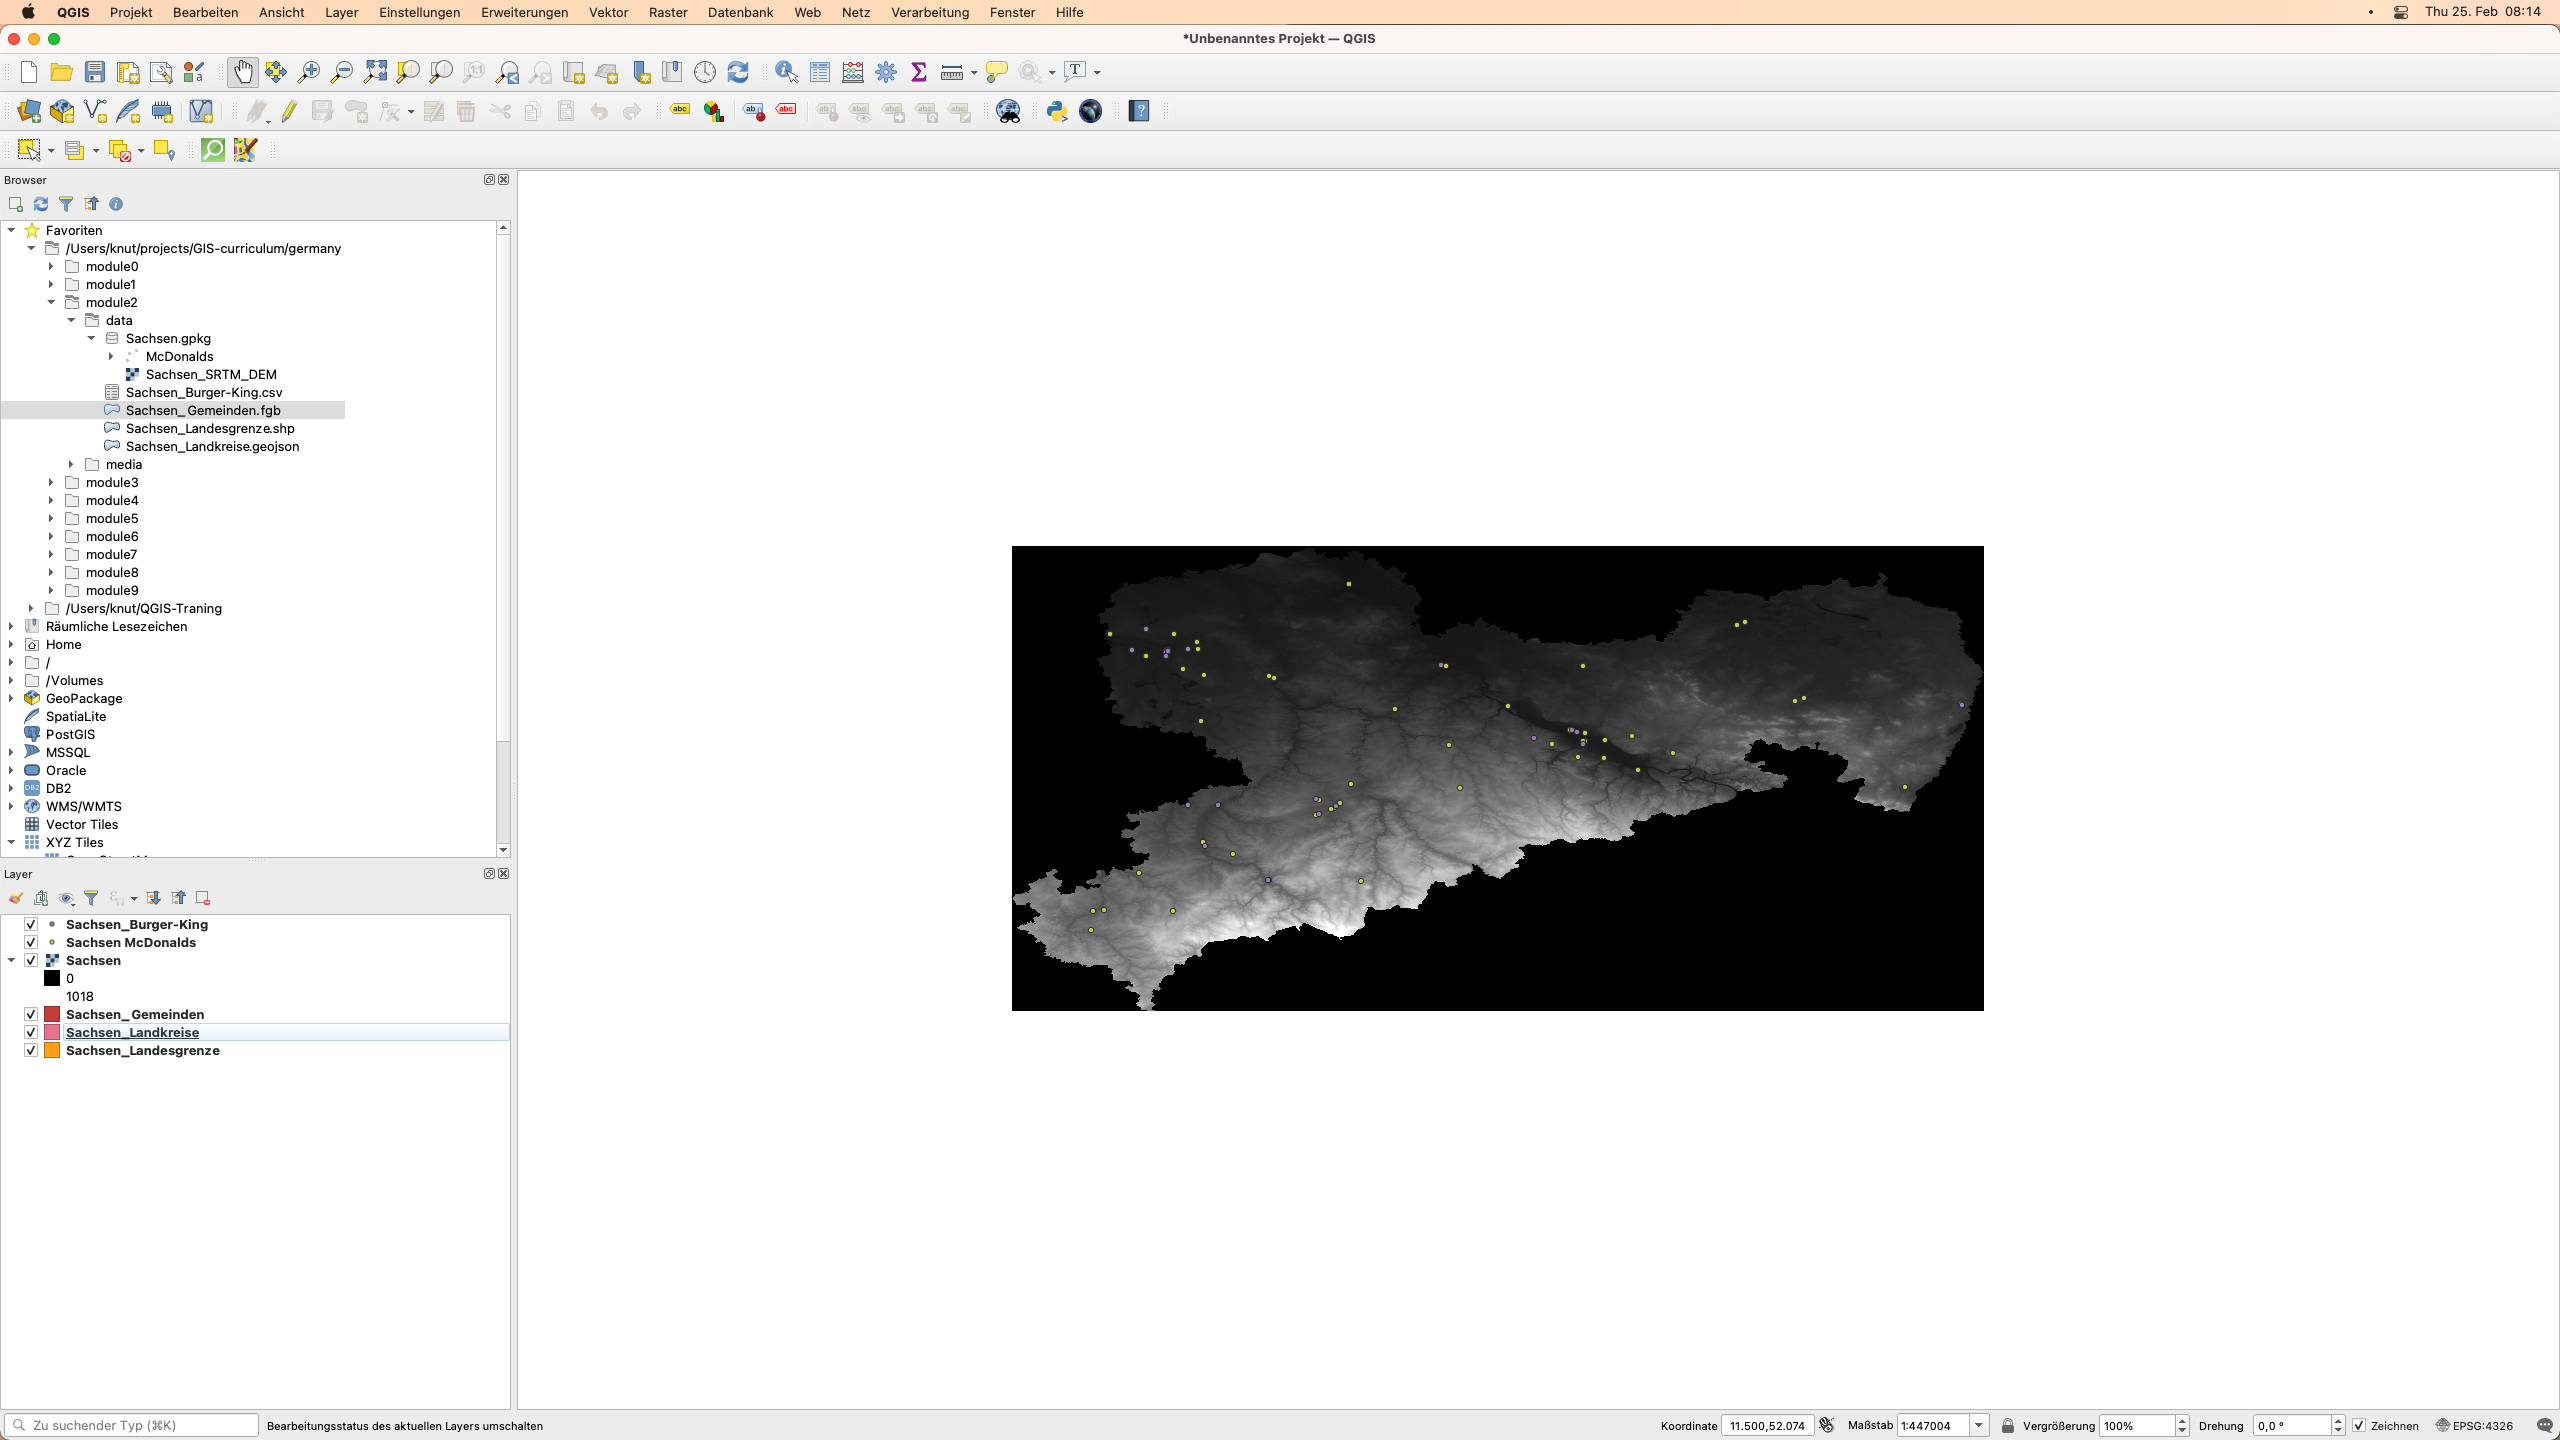 QGIS Projekt Bearbeiten Ansicht Layer Einstellungen Erweiterungen Vektor Raster Datenbank Web Netz Verarbeitung Fenster Hilfe Thu 25. Feb 08:14
*Unbenanntes Projekt — QGIS
Browser
Favoriten
/Users/knut/projects/GIS-curriculum/germany
module0
module1
module2
data
Sachsen.gpkg
McDonalds
Sachsen_SRTM_DEM
Sachsen_Burger-King.csv
Sachsen_ Gemeinden.fgb
Sachsen_Landesgrenze.shp
Sachsen_Landkreise.geojson
media
module3
module4
module5
module6
module7
module8
module9
/Users/knut/QGIS-Traning
Räumliche Lesezeichen
Home
/
/Volumes
GeoPackage
SpatiaLite
PostGIS
MSSQL
Oracle
DB2
WMS/WMTS
Vector Tiles
XYZ Tiles
Layer
Sachsen_Burger-King
Sachsen McDonalds
Sachsen
0
1018
Sachsen_ Gemeinden
Sachsen_Landkreise
Sachsen_Landesgrenze
Zu suchender Typ (⌘K) Bearbeitungsstatus des aktuellen Layers umschalten Koordinate 11.500,52.074 Maßstab 1:447004 Vergrößerung 100% Drehung 0,0 ° Zeichnen EPSG:4326